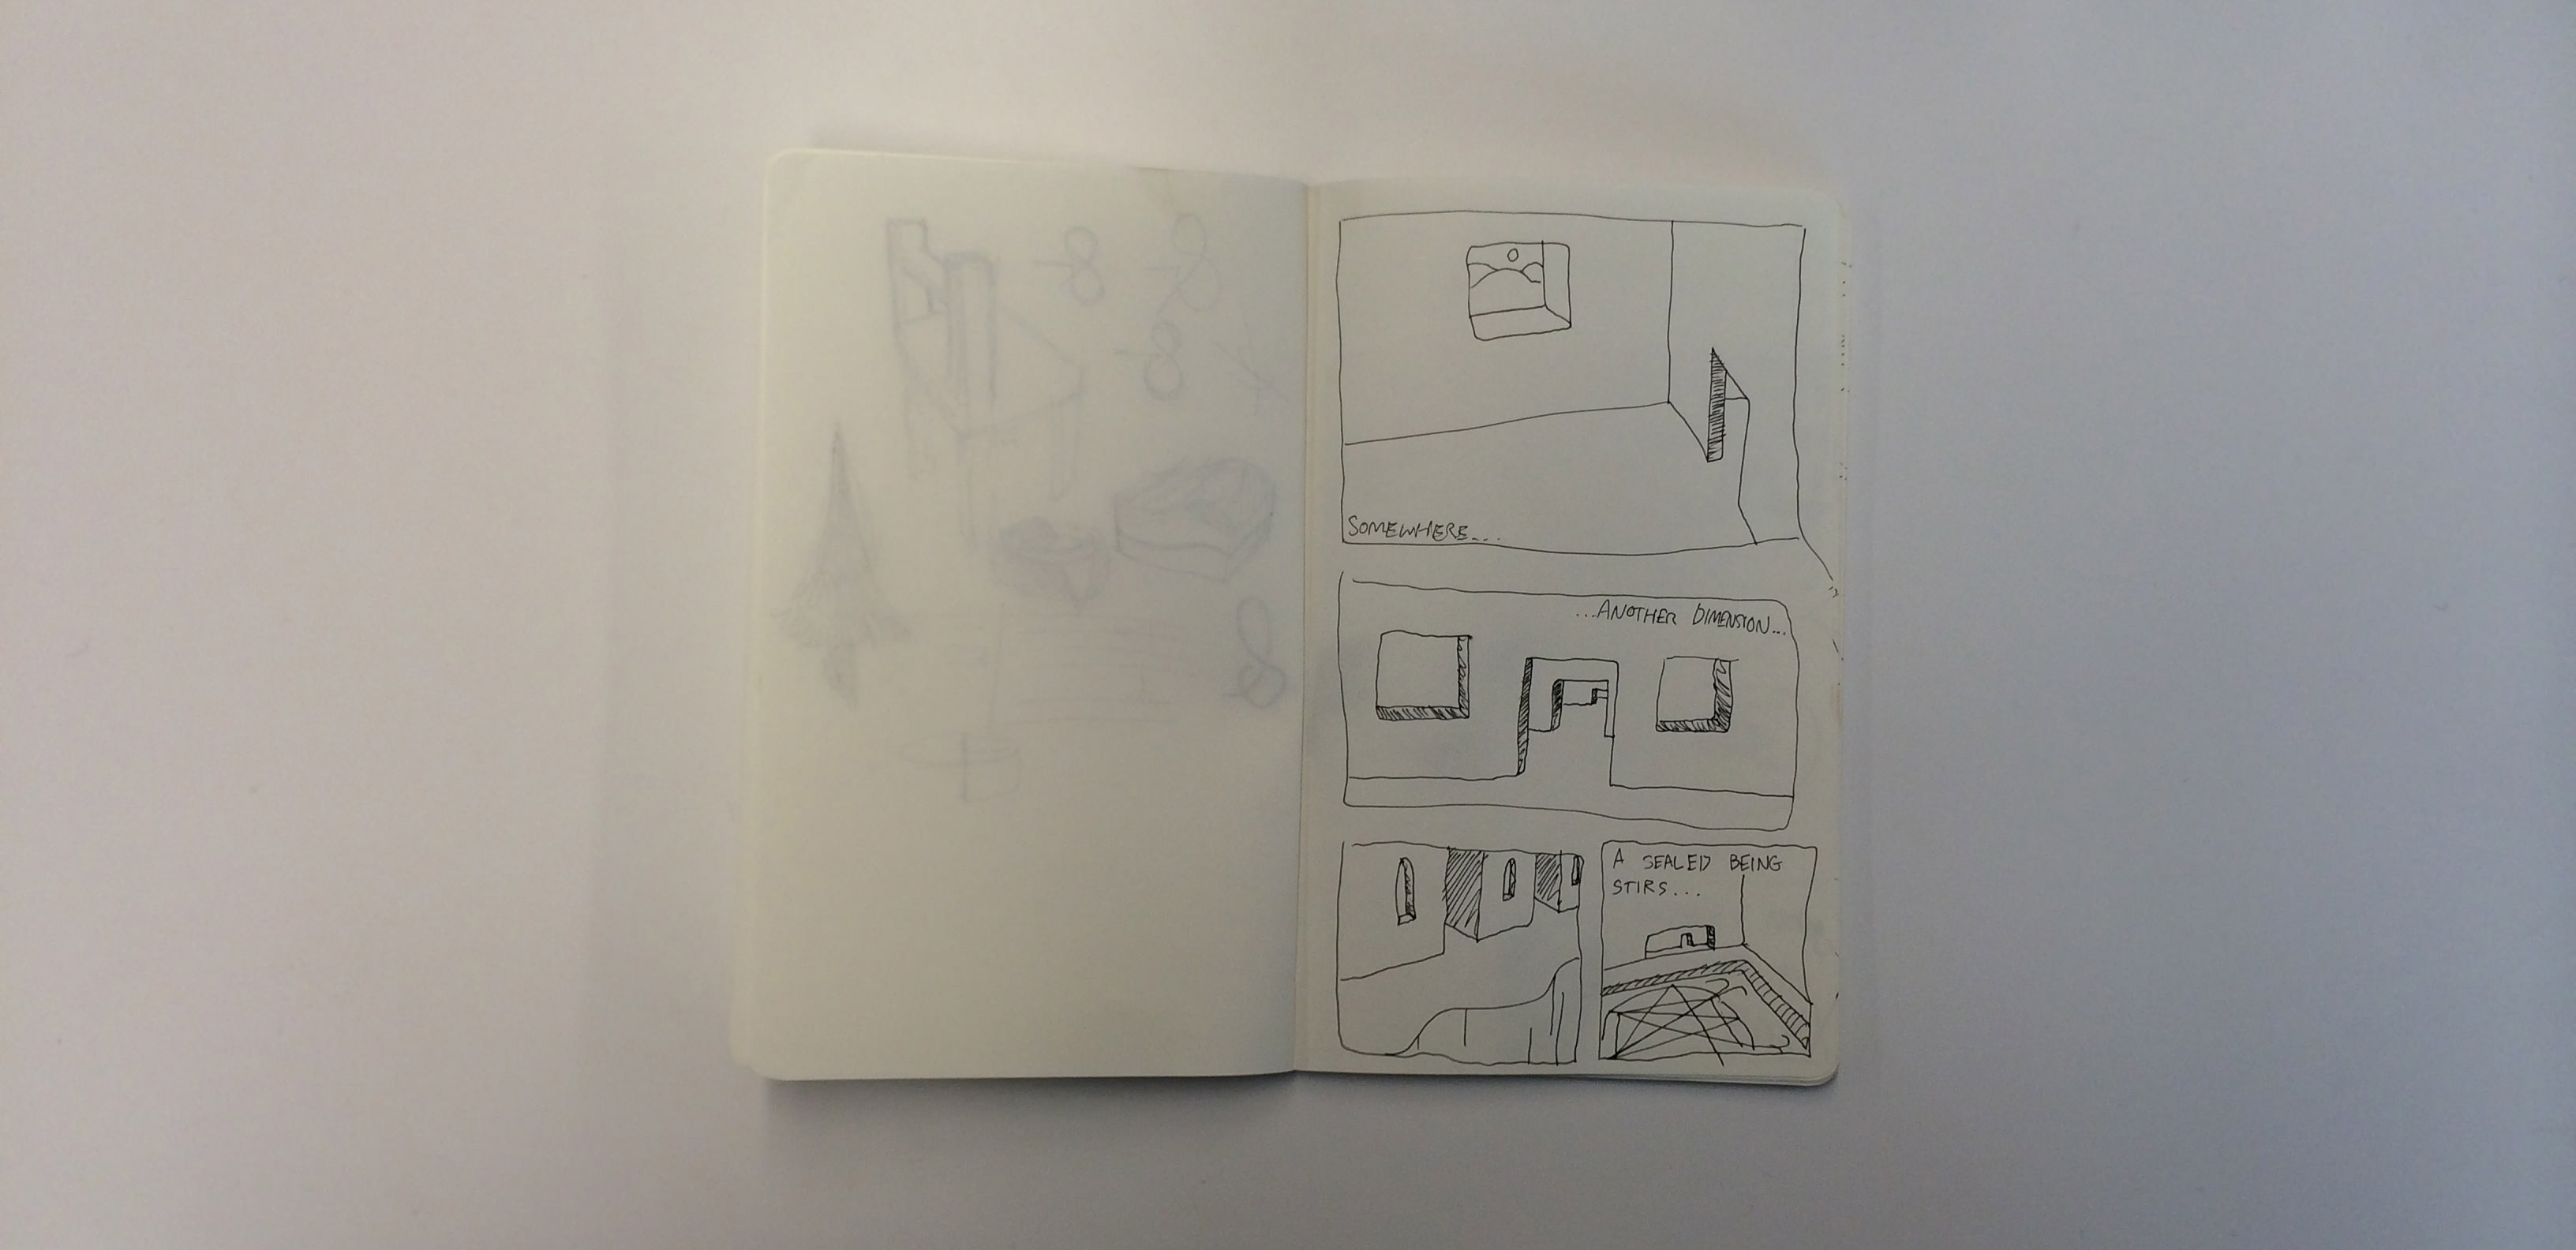 SOMEWHERE...
...ANOTHER DIMENSION...
A SEALED BEING
STIRS...